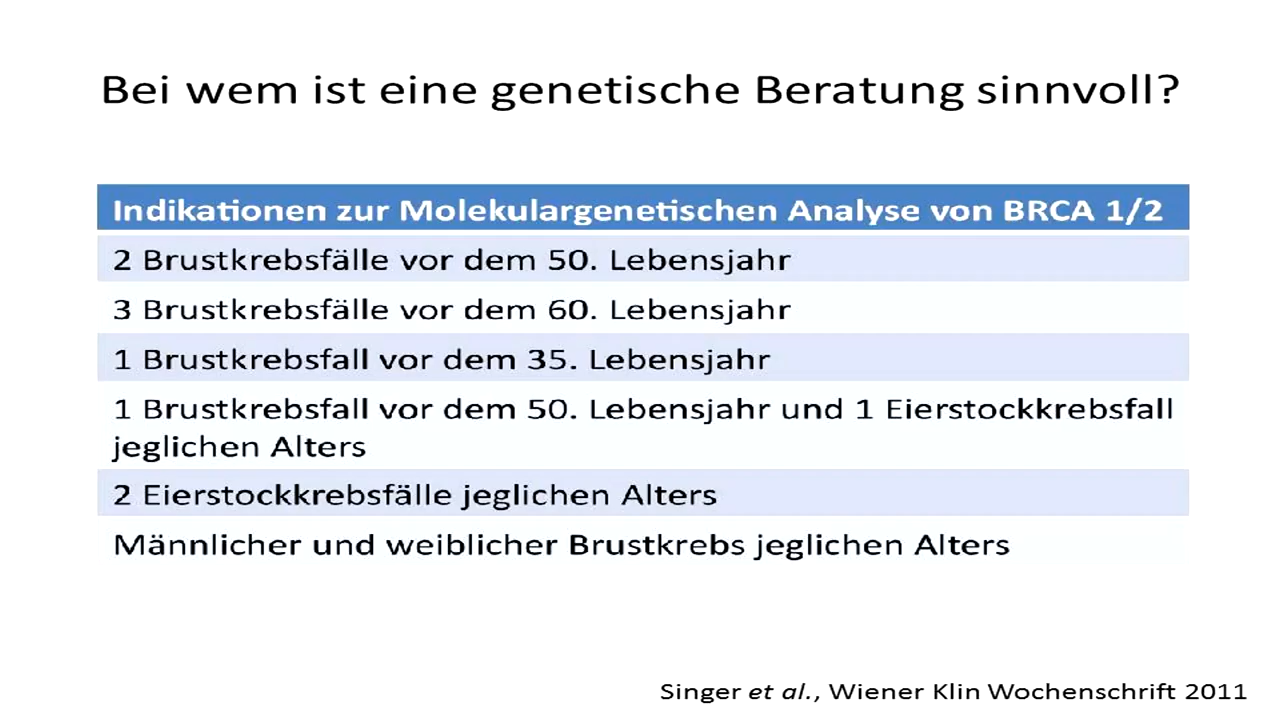 Bei wem ist eine genetische Beratung sinnvoll?
Indikationen zur Molekulargenetischen Analyse von BRCA 1/2
2 Brustkrebsfälle vor dem 50. Lebensjahr
3 Brustkrebsfälle vor dem 60. Lebensjahr
1 Brustkrebsfall vor dem 35. Lebensjahr
1 Brustkrebsfall vor dem 50. Lebensjahr und 1 Eierstockkrebsfall
jeglichen Alters
2 Eierstockkrebsfälle jeglichen Alters
Männlicher und weiblicher Brustkrebs jeglichen Alters
Singer et al., Wiener Klin Wochenschrift 2011